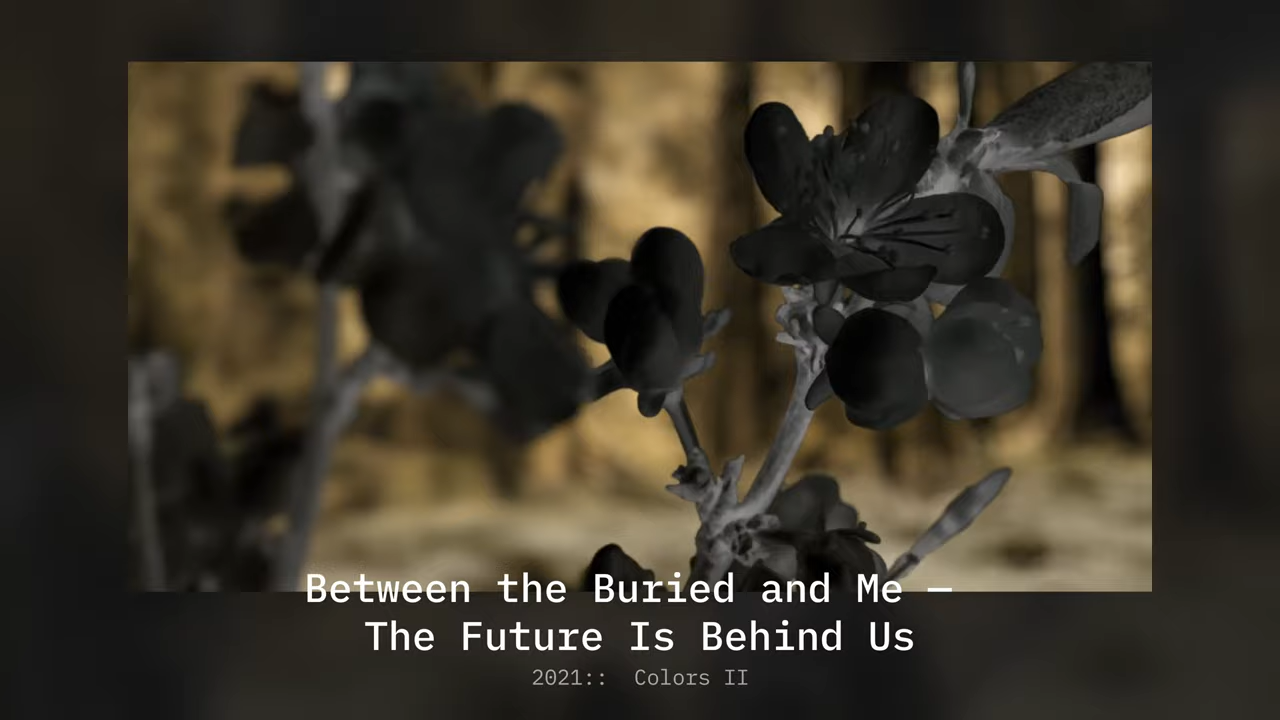 Between the Buried and Me —
The Future Is Behind Us
2021::  Colors II